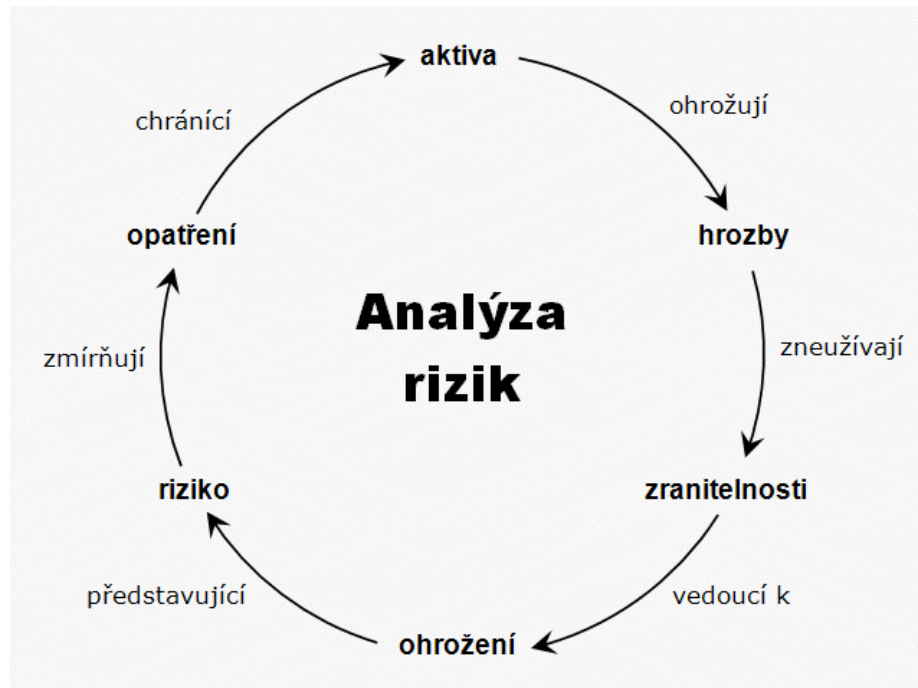 aktiva
ohrožují
hrozby
zneužívají
zranitelnosti
vedoucí k
ohrožení
představující
riziko
zmírňují
opatření
chránící
Analýza
rizik